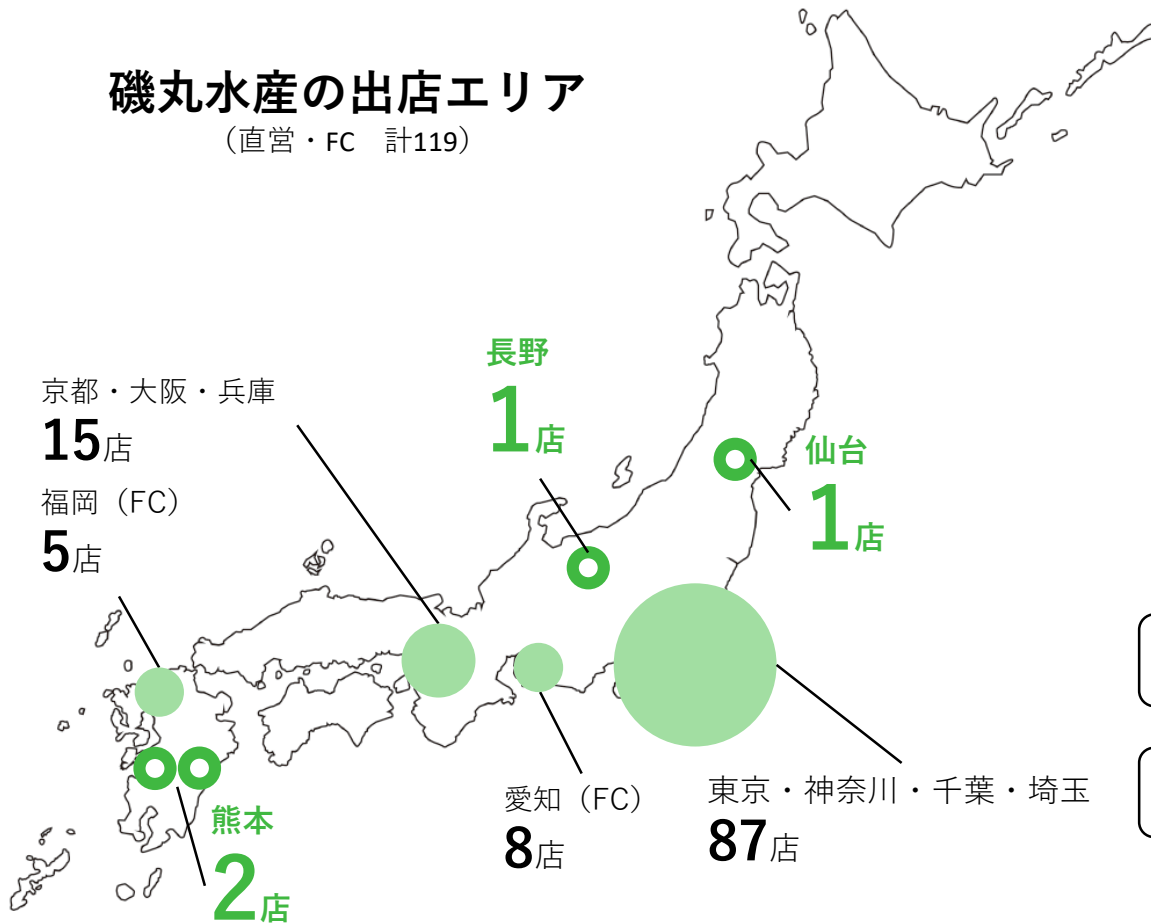 磯丸水産の出店エリア
（直営・FC　計119）
長野
1店
京都・大阪・兵庫
15店
仙台
1店
福岡（FC）
5店
愛知（FC）
8店
東京・神奈川・千葉・埼玉
87店
熊本
2店